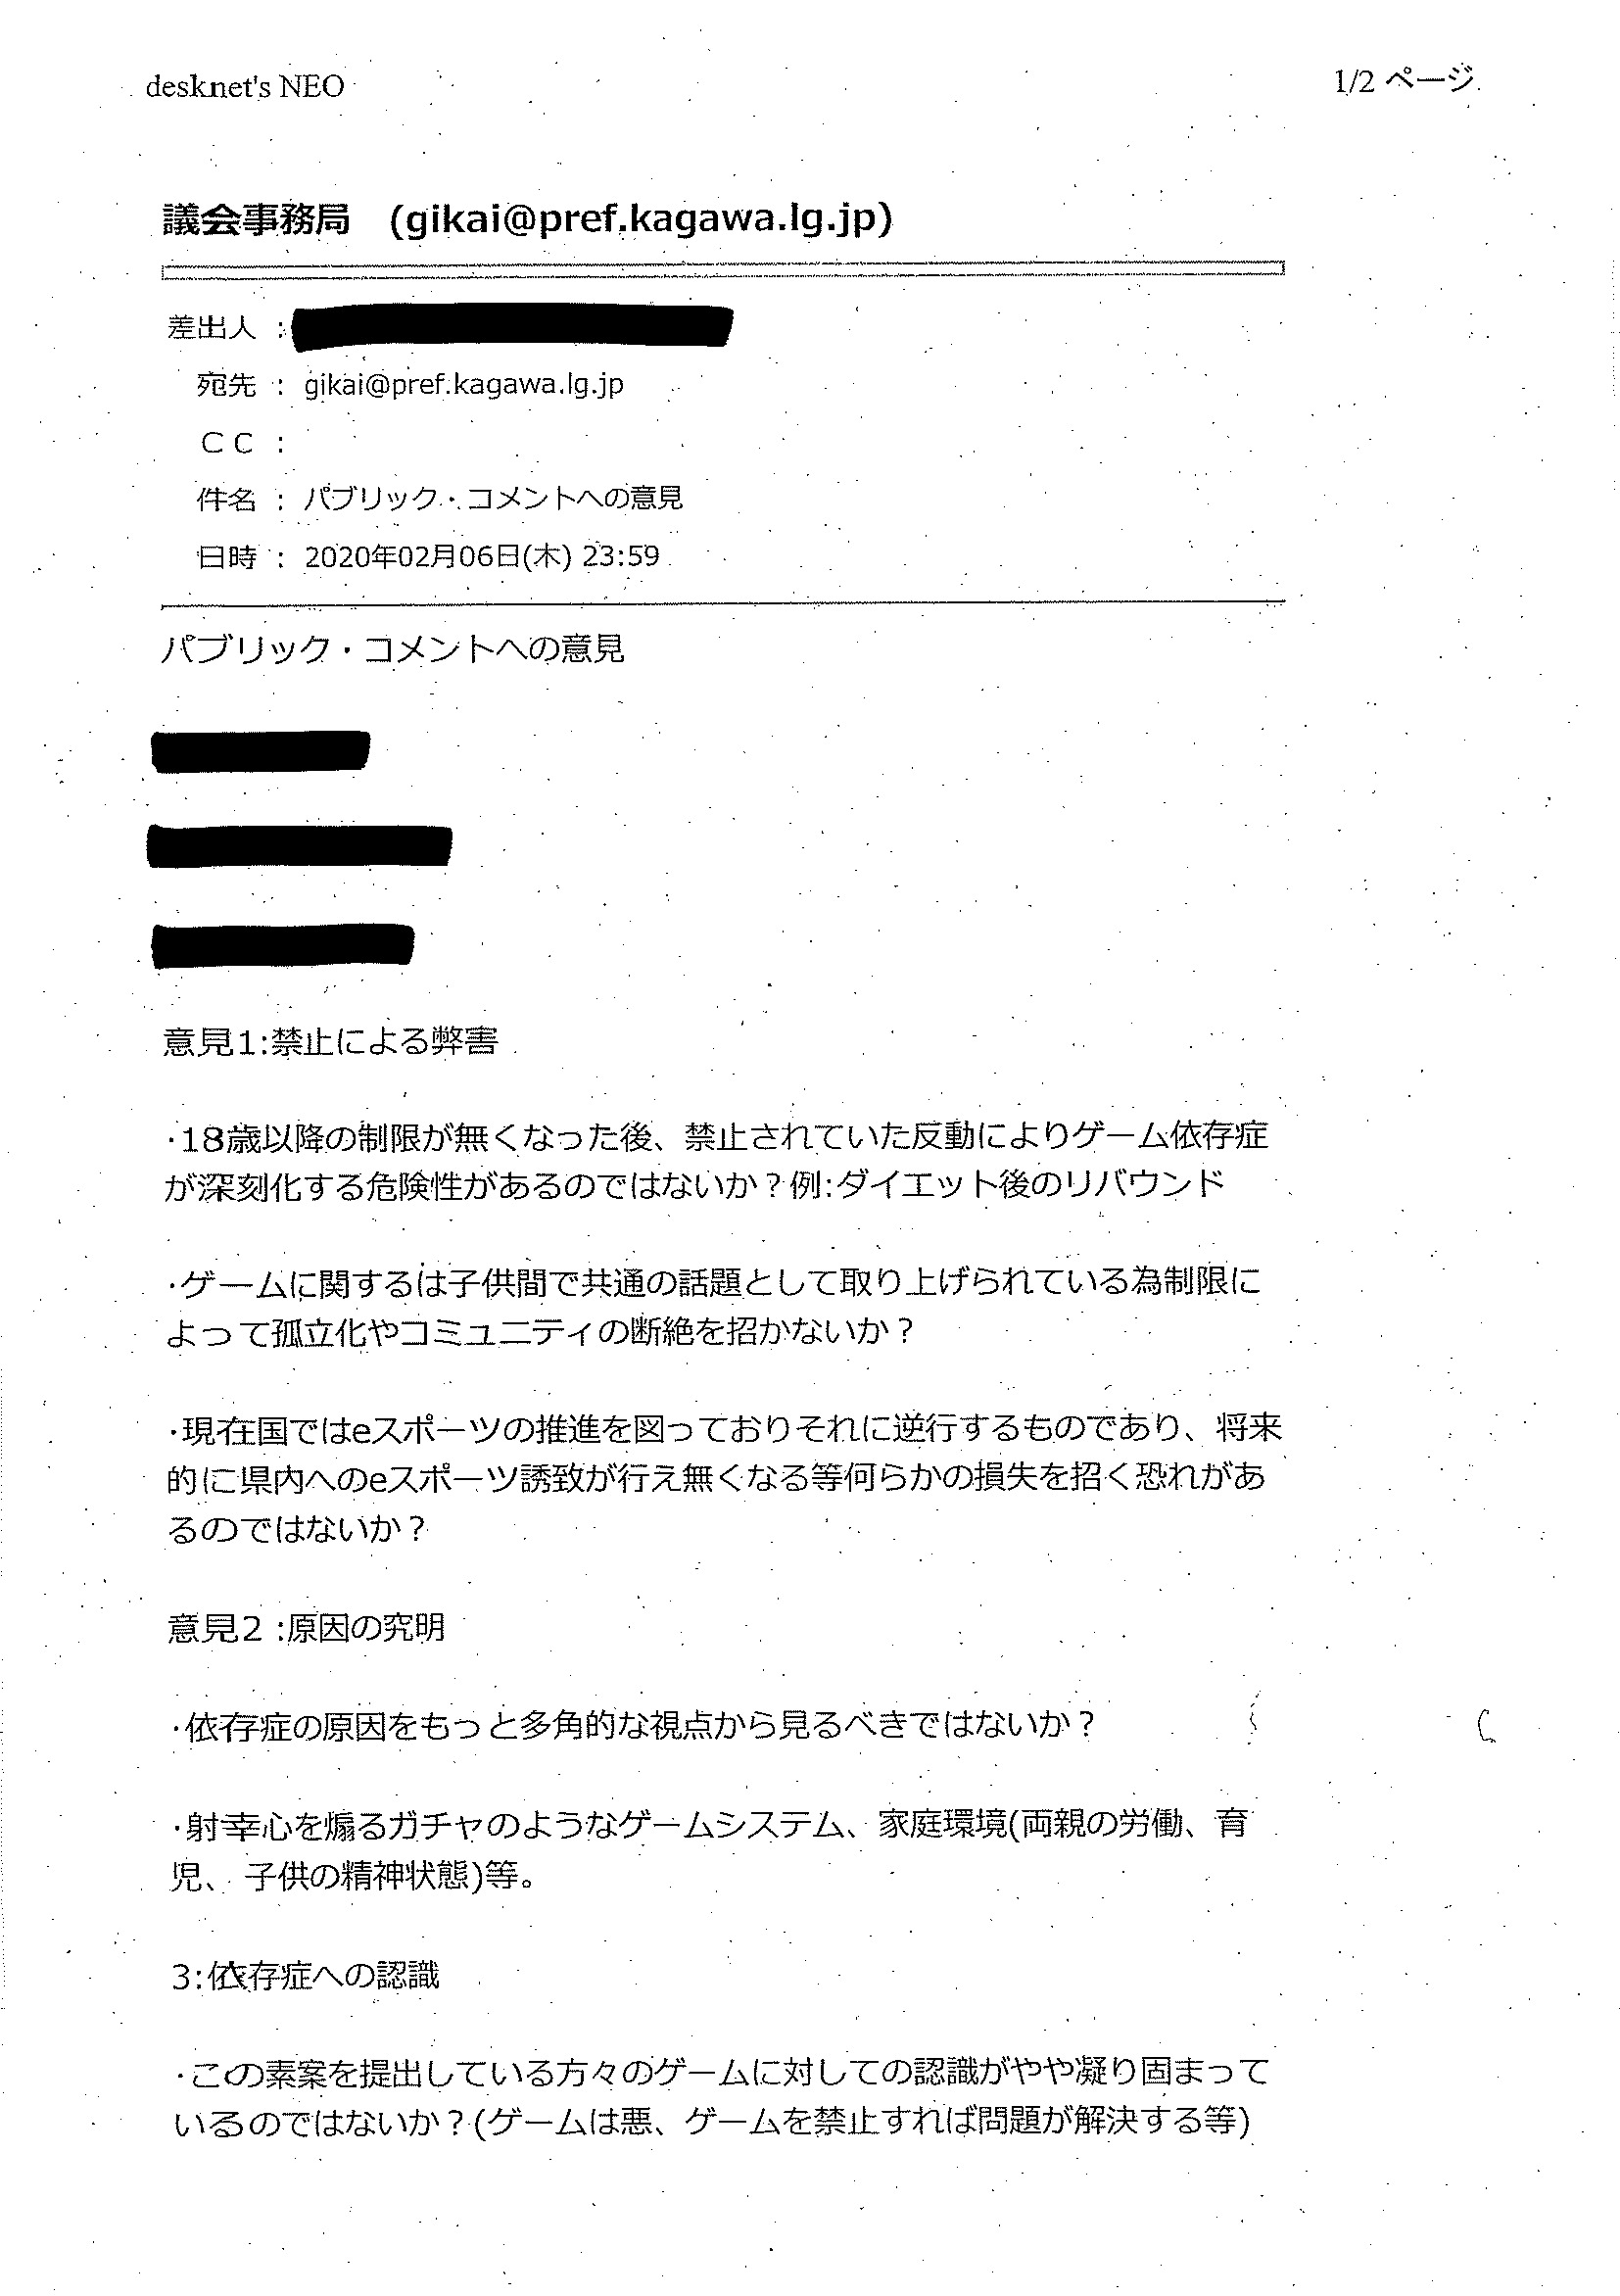 desknet's NEO
1/2 ページ
議会事務局 (gikai@pref.kagawa.lg.jp)
差出人 :
宛先 : gikai@pref.kagawa.lg.jp
ＣＣ :
件名 : パブリック・コメントへの意見
日時 : 2020年02月06日(木) 23:59
パブリック・コメントへの意見
意見1:禁止による弊害
·18歳以降の制限が無くなった後、禁止されていた反動によりゲーム依存症
が深刻化する危険性があるのではないか？例:ダイエット後のリバウンド
·ゲームに関するは子供間で共通の話題として取り上げられている為制限に
よって孤立化やコミュニティの断絶を招かないか？
·現在国ではeスポーツの推進を図っておりそれに逆行するものであり、将来
的に県内へのeスポーツ誘致が行え無くなる等何らかの損失を招く恐れがあ
るのではないか？
意見2 :原因の究明
·依存症の原因をもっと多角的な視点から見るべきではないか？
·射幸心を煽るガチャのようなゲームシステム、家庭環境(両親の労働、育
児、子供の精神状態)等。
3:依存症への認識
·この素案を提出している方々のゲームに対しての認識がやや凝り固まって
いるのではないか？(ゲームは悪、ゲームを禁止すれば問題が解決する等)